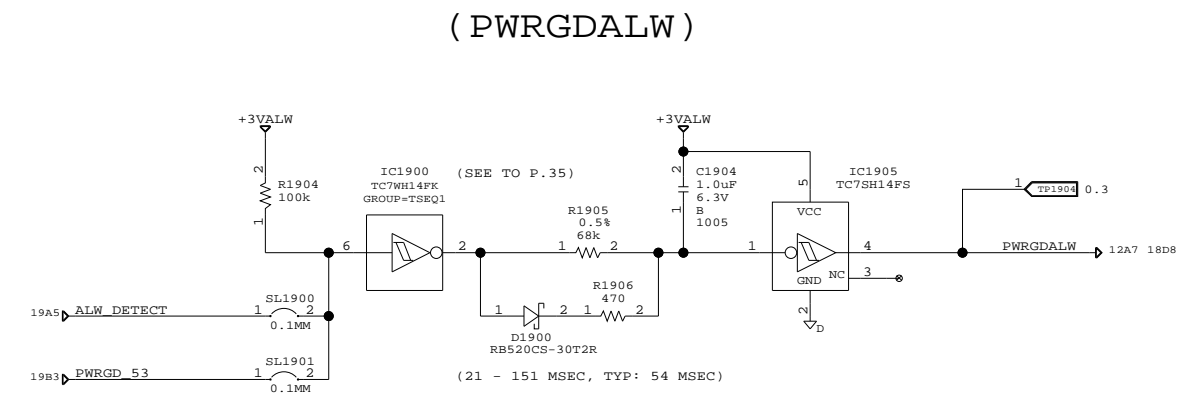 (PWRGDALW)
+3VALW
+3VALW
2
R1904
100k
1
IC1900
TC7WH14FK
GROUP=TSEQ1
(SEE TO P.35)
6
2
R1905
0.5%
68k
1
2
2
C1904
1.0uF
6.3V
B
1005
1
IC1905
TC7SH14FS
5
VCC
1
4
NC
3
GND
2
D
1
TP1904
0.3
PWRGDALW
12A7 18D8
R1906
470
1
2
1
2
D1900
RB520CS-30T2R
SL1900
19A5
ALW_DETECT
1
2
0.1MM
SL1901
19B3
PWRGD_53
1
2
0.1MM
(21 - 151 MSEC, TYP: 54 MSEC)